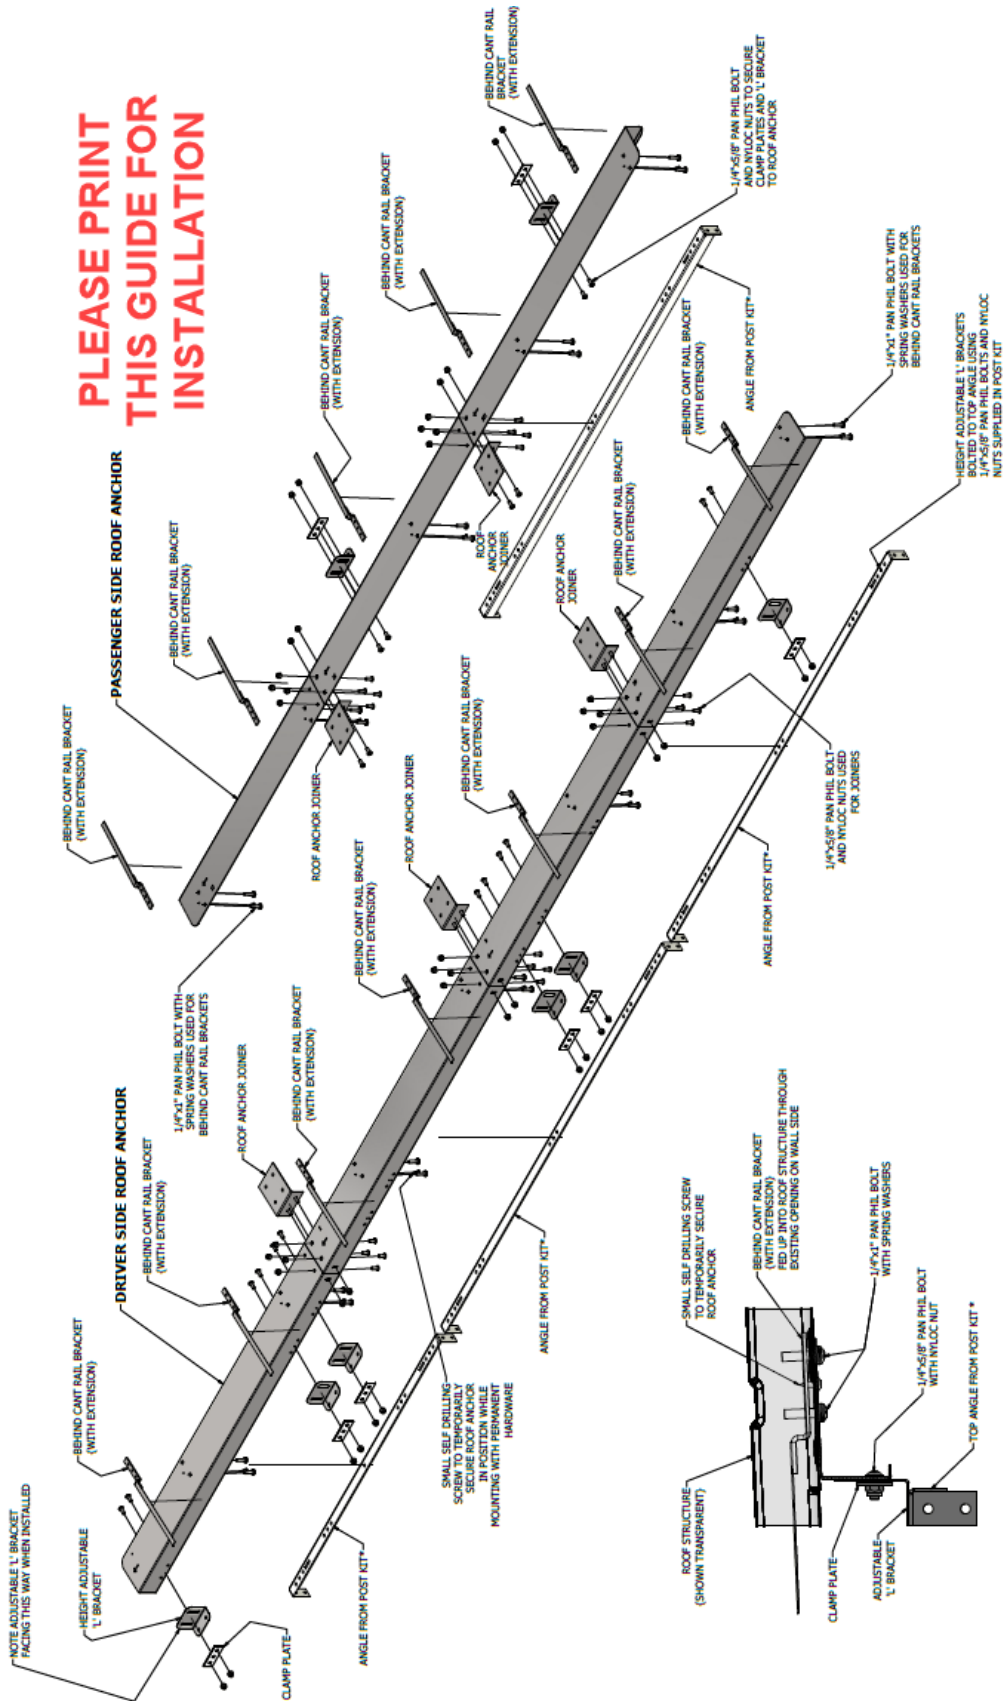 PLEASE PRINT
THIS GUIDE FOR
INSTALLATION
BEHIND CANT RAIL
BRACKET
(WITH EXTENSION)
BEHIND CANT RAIL BRACKET
(WITH EXTENSION)
BEHIND CANT RAIL BRACKET
(WITH EXTENSION)
BEHIND CANT RAIL BRACKET
(WITH EXTENSION)
BEHIND CANT RAIL BRACKET
(WITH EXTENSION)
PASSENGER SIDE ROOF ANCHOR
1/4"x5/8" PAN PHIL BOLT
AND NYLOC NUTS TO SECURE
CLAMP PLATES AND 'L' BRACKET
TO ROOF ANCHOR
ROOF
ANCHOR
JOINER
ROOF ANCHOR JOINER
ANGLE FROM POST KIT*
1/4"x1" PAN PHIL BOLT WITH
SPRING WASHERS USED FOR
BEHIND CANT RAIL BRACKETS
DRIVER SIDE ROOF ANCHOR
BEHIND CANT RAIL BRACKET
(WITH EXTENSION)
BEHIND CANT RAIL BRACKET
(WITH EXTENSION)
BEHIND CANT RAIL BRACKET
(WITH EXTENSION)
BEHIND CANT RAIL BRACKET
(WITH EXTENSION)
BEHIND CANT RAIL BRACKET
(WITH EXTENSION)
BEHIND CANT RAIL BRACKET
(WITH EXTENSION)
BEHIND CANT RAIL BRACKET
(WITH EXTENSION)
ROOF ANCHOR JOINER
ROOF ANCHOR JOINER
ROOF ANCHOR
JOINER
1/4"x1" PAN PHIL BOLT WITH
SPRING WASHERS USED FOR
BEHIND CANT RAIL BRACKETS
HEIGHT ADJUSTABLE 'L' BRACKETS
BOLTED TO TOP ANGLE USING
1/4"x5/8" PAN PHIL BOLTS AND NYLOC
NUTS SUPPLIED IN POST KIT
1/4"x5/8" PAN PHIL BOLT
AND NYLOC NUTS USED
FOR JOINERS
ANGLE FROM POST KIT*
ANGLE FROM POST KIT*
ANGLE FROM POST KIT*
SMALL SELF DRILLING
SCREW TO TEMPORARILY
SECURE ROOF ANCHOR
IN POSITION WHILE
MOUNTING WITH PERMANENT
HARDWARE
NOTE ADJUSTABLE 'L' BRACKET
FACING THIS WAY WHEN INSTALLED
HEIGHT ADJUSTABLE
'L' BRACKET
CLAMP PLATE
ROOF STRUCTURE
(SHOWN TRANSPARENT)
SMALL SELF DRILLING SCREW
TO TEMPORARILY SECURE
ROOF ANCHOR
BEHIND CANT RAIL BRACKET
(WITH EXTENSION)
FED UP INTO ROOF STRUCTURE THROUGH
EXISTING OPENING ON WALL SIDE
1/4"x1" PAN PHIL BOLT
WITH SPRING WASHERS
1/4"x5/8" PAN PHIL BOLT
WITH NYLOC NUT
CLAMP PLATE
ADJUSTABLE
'L' BRACKET
TOP ANGLE FROM POST KIT *